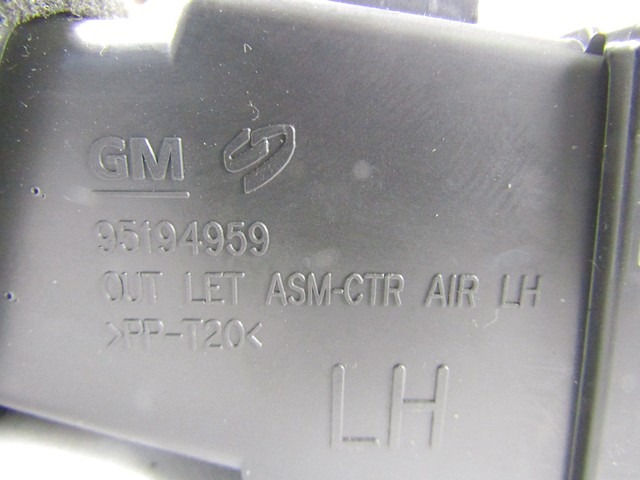 GM
95194959
OUT LET ASM-CTR AIR LH
>PP-T20<
LH